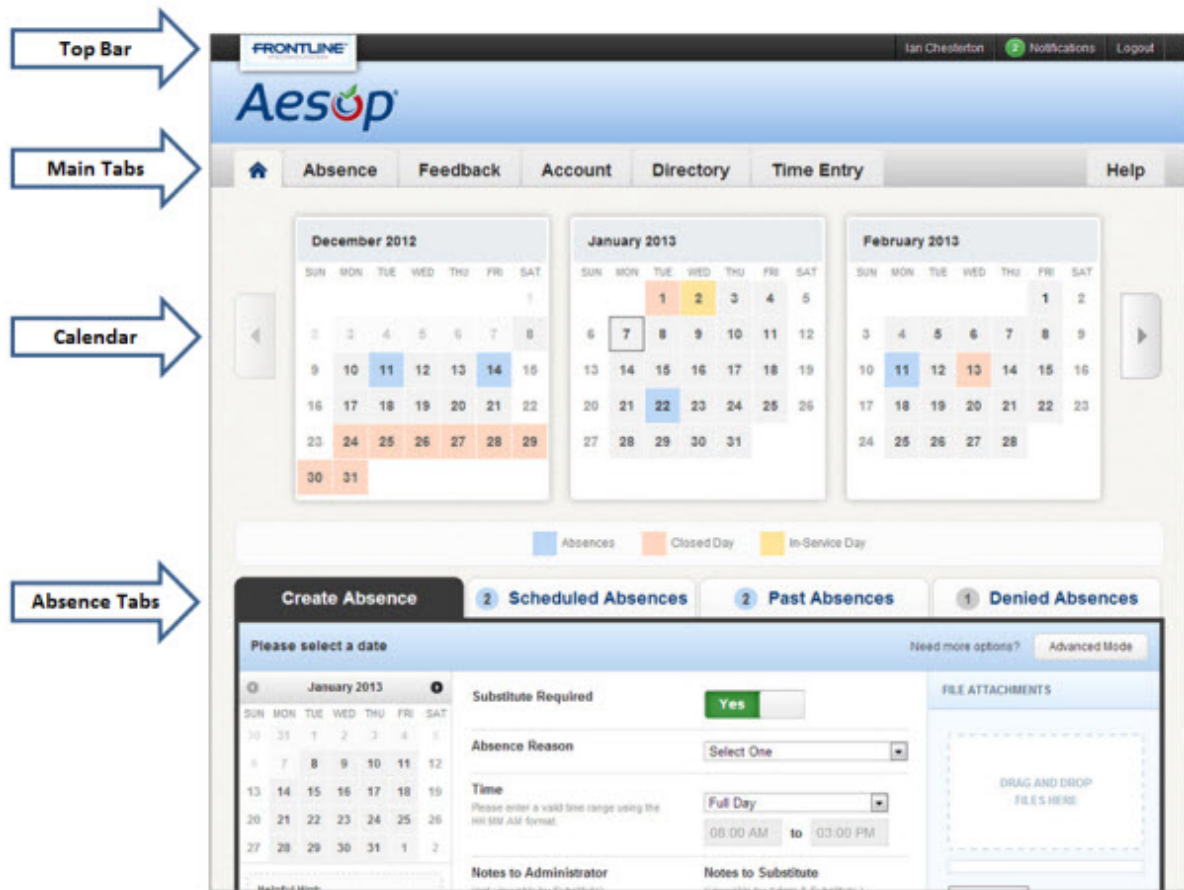 Top Bar
FRONTLINE
Ian Chesterton 2 Notifications Logout
Aesop
Main Tabs
Absence Feedback Account Directory Time Entry Help
Calendar
December 2012
SUN MON TUE WED THU FRI SAT
1
2 3 4 5 6 7 8
9 10 11 12 13 14 15
16 17 18 19 20 21 22
23 24 25 26 27 28 29
30 31
January 2013
SUN MON TUE WED THU FRI SAT
1 2 3 4 5
6 7 8 9 10 11 12
13 14 15 16 17 18 19
20 21 22 23 24 25 26
27 28 29 30 31
February 2013
SUN MON TUE WED THU FRI SAT
1 2
3 4 5 6 7 8 9
10 11 12 13 14 15 16
17 18 19 20 21 22 23
24 25 26 27 28
Absences Closed Day In-Service Day
Absence Tabs
Create Absence 2 Scheduled Absences 2 Past Absences 1 Denied Absences
Please select a date
Need more options? Advanced Mode
January 2013
SUN MON TUE WED THU FRI SAT
30 31 1 2 3 4 5
6 7 8 9 10 11 12
13 14 15 16 17 18 19
20 21 22 23 24 25 26
27 28 29 30 31 1 2
Helpful Hint:
Substitute Required
Yes
Absence Reason
Select One
Time
Please enter a valid time range using the
HH:MM AM format.
Full Day
08:00 AM to 03:00 PM
Notes to Administrator
Notes to Substitute
FILE ATTACHMENTS
DRAG AND DROP
FILES HERE